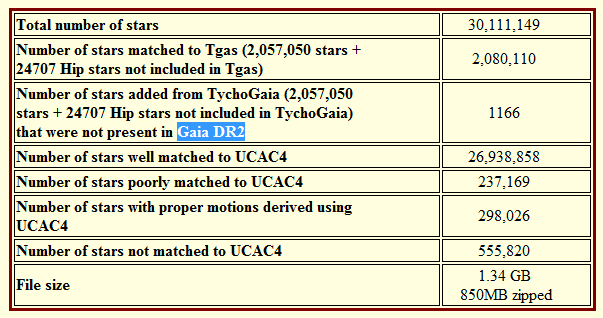 Total number of stars 30,111,149
Number of stars matched to Tgas (2,057,050 stars +
24707 Hip stars not included in Tgas) 2,080,110
Number of stars added from TychoGaia (2,057,050
stars + 24707 Hip stars not included in TychoGaia)
that were not present in Gaia DR2 1166
Number of stars well matched to UCAC4 26,938,858
Number of stars poorly matched to UCAC4 237,169
Number of stars with proper motions derived using
UCAC4 298,026
Number of stars not matched to UCAC4 555,820
File size 1.34 GB
850MB zipped